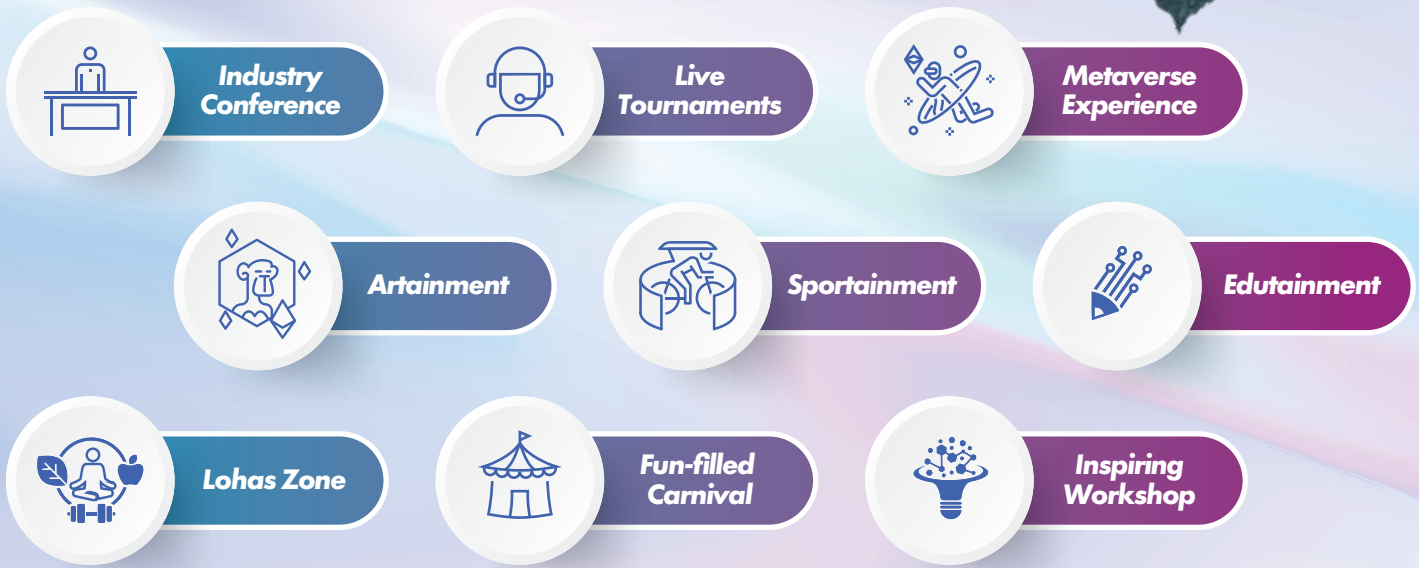 Industry
Conference
Live
Tournaments
Metaverse
Experience
Artainment
Sportainment
Edutainment
Lohas Zone
Fun-filled
Carnival
Inspiring
Workshop